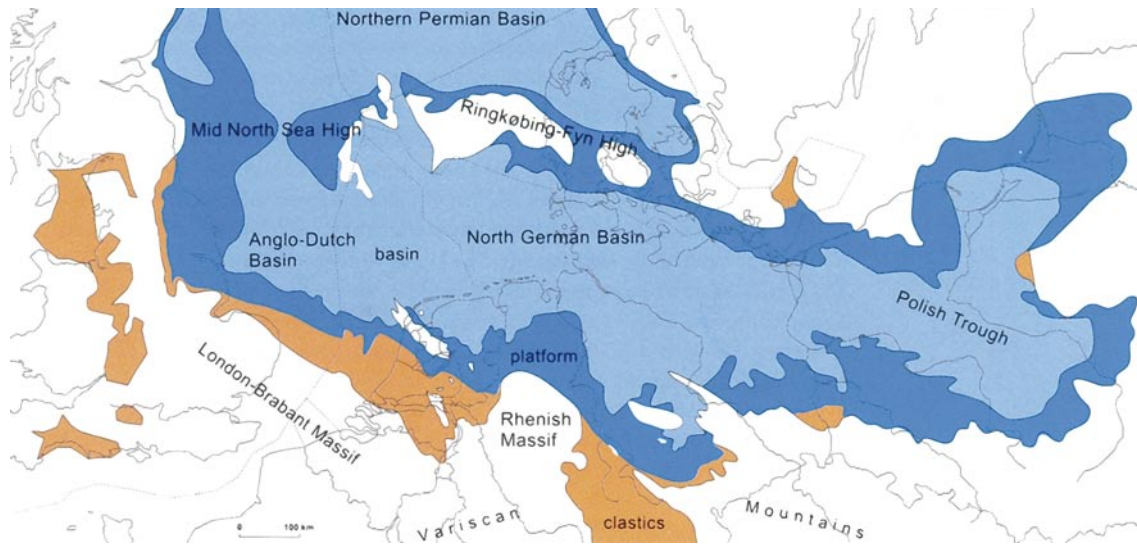 Northern Permian Basin
Mid North Sea High
Ringkøbing-Fyn High
Anglo-Dutch
Basin
basin
North German Basin
Polish Trough
platform
London-Brabant Massif
Rhenish
Massif
0 100 km
Variscan
clastics
Mountains